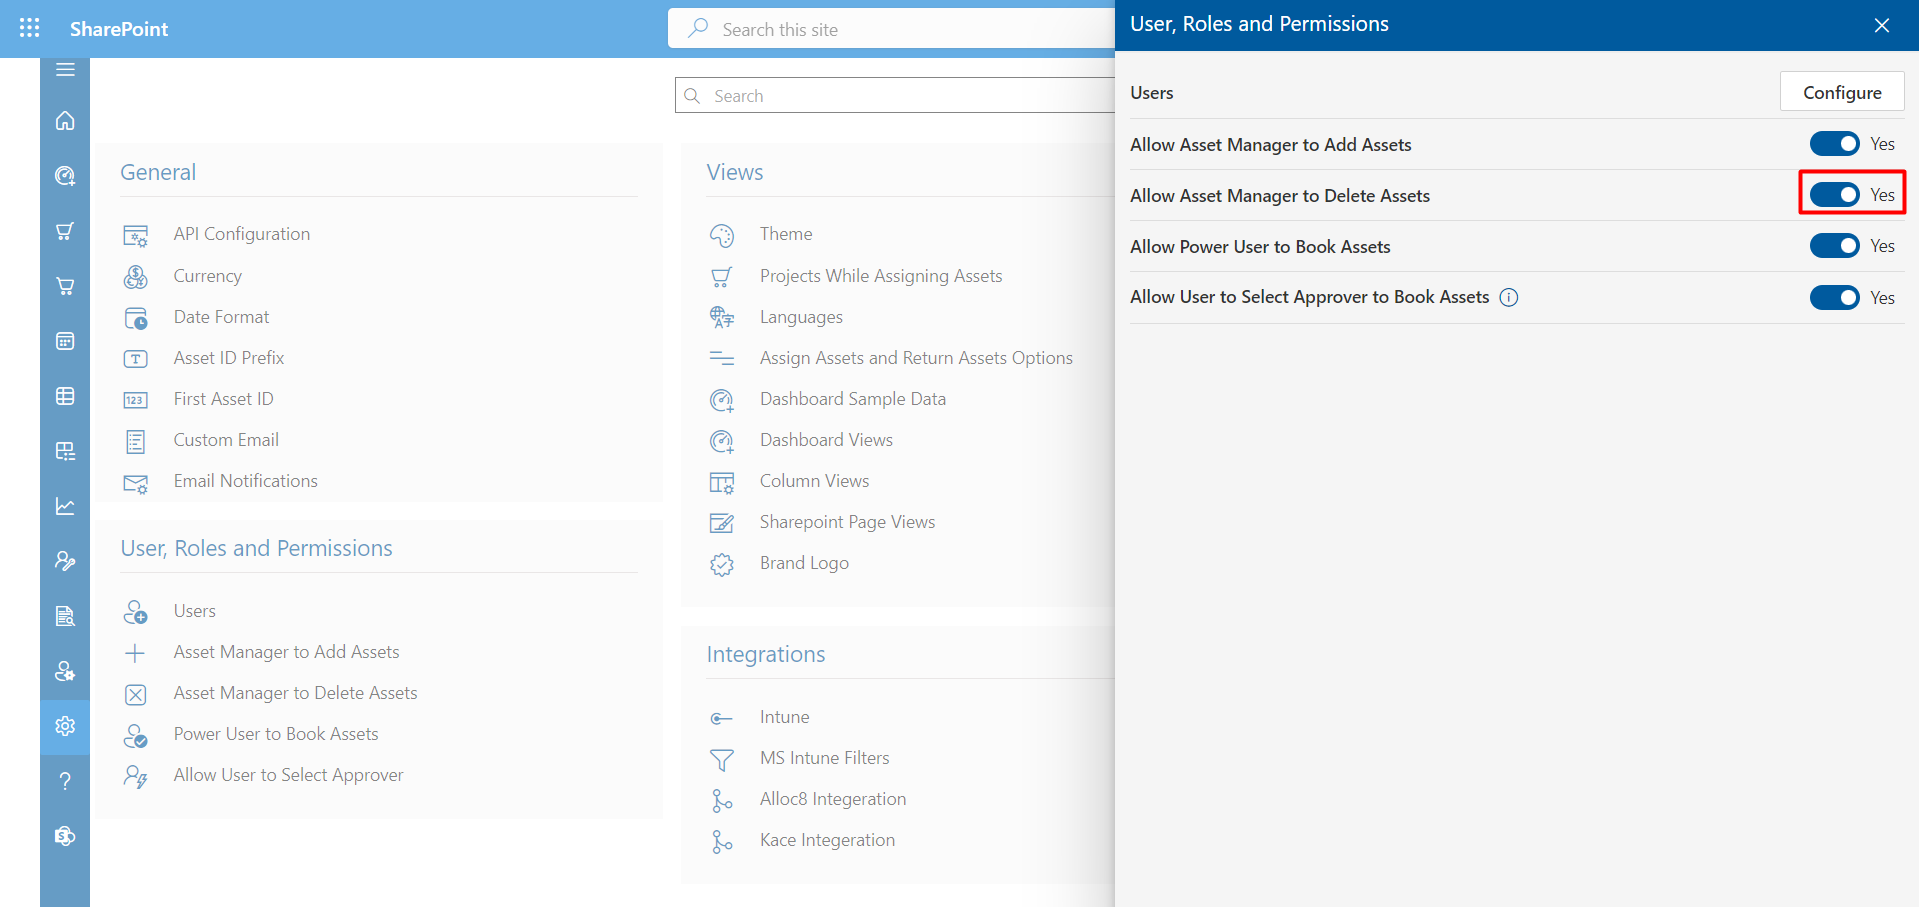 SharePoint
Search this site
Search
General
API Configuration
Currency
Date Format
Asset ID Prefix
First Asset ID
Custom Email
Email Notifications
User, Roles and Permissions
Users
Asset Manager to Add Assets
Asset Manager to Delete Assets
Power User to Book Assets
Allow User to Select Approver
Views
Theme
Projects While Assigning Assets
Languages
Assign Assets and Return Assets Options
Dashboard Sample Data
Dashboard Views
Column Views
Sharepoint Page Views
Brand Logo
Integrations
Intune
MS Intune Filters
Alloc8 Integeration
Kace Integeration
User, Roles and Permissions
Users
Configure
Allow Asset Manager to Add Assets Yes
Allow Asset Manager to Delete Assets Yes
Allow Power User to Book Assets Yes
Allow User to Select Approver to Book Assets Yes